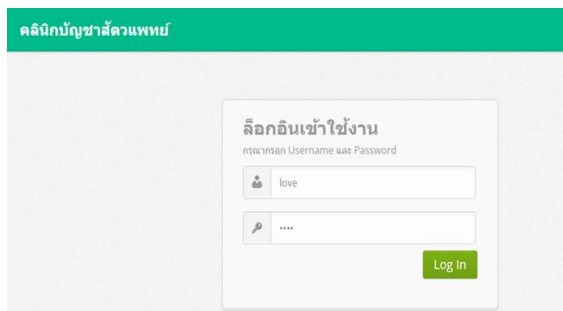 คลินิกบัญชาสัตวแพทย์
ล็อกอินเข้าใช้งาน
กรุณากรอก Username และ Password
love
••••
Log In